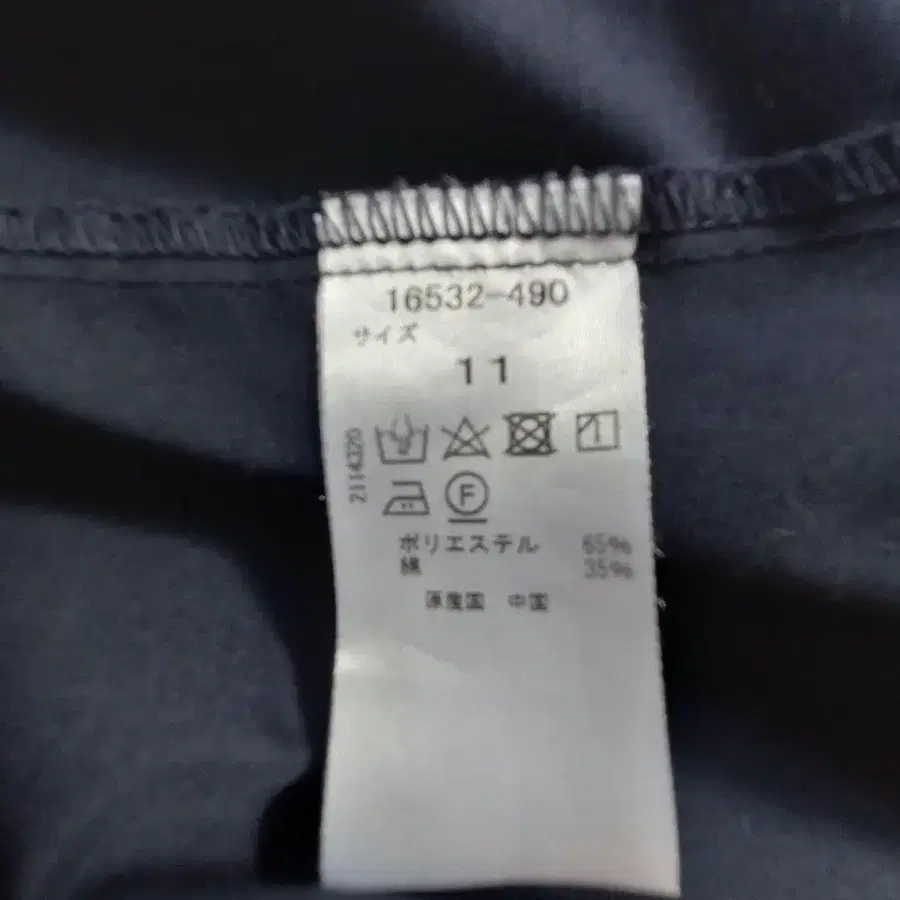 16532-490
サイズ
11
2114320
F
ポリエステル 65%
綿 35%
原産国 中国